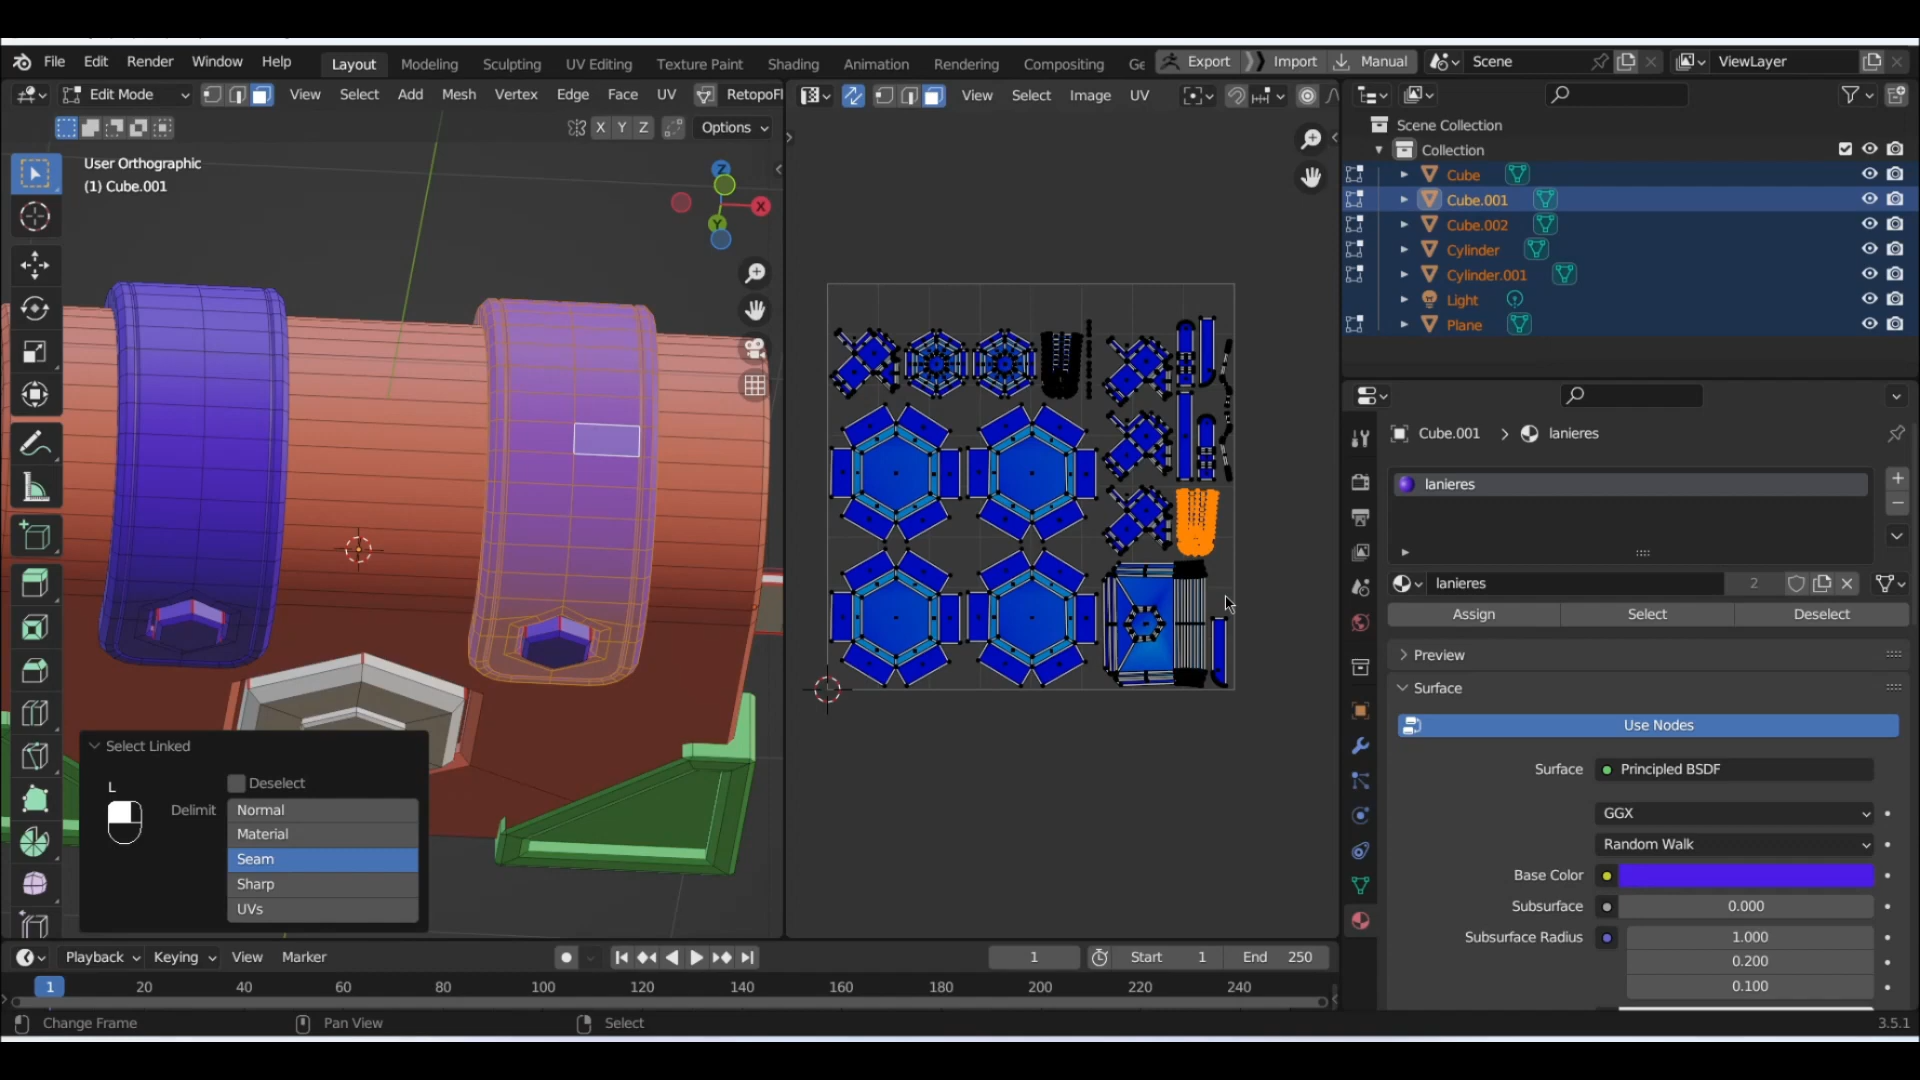 File Edit Render Window Help Layout Modeling Sculpting UV Editing Texture Paint Shading Animation Rendering Compositing Ge Export Import Manual Scene ViewLayer
Edit Mode View Select Add Mesh Vertex Edge Face UV RetopoFl View Select Image UV
X Y Z Options
User Orthographic
(1) Cube.001
Z
X
Y
Scene Collection
Collection
Cube
Cube.001
Cube.002
Cylinder
Cylinder.001
Light
Plane
Cube.001 lanieres
lanieres
lanieres 2
Assign Select Deselect
Preview
Surface
Use Nodes
Surface Principled BSDF
GGX
Random Walk
Base Color
Subsurface 0.000
Subsurface Radius 1.000
0.200
0.100
Select Linked
L
Deselect
Delimit Normal
Material
Seam
Sharp
UVs
Playback Keying View Marker 1 Start 1 End 250
1 20 40 60 80 100 120 140 160 180 200 220 240
Change Frame Pan View Select 3.5.1